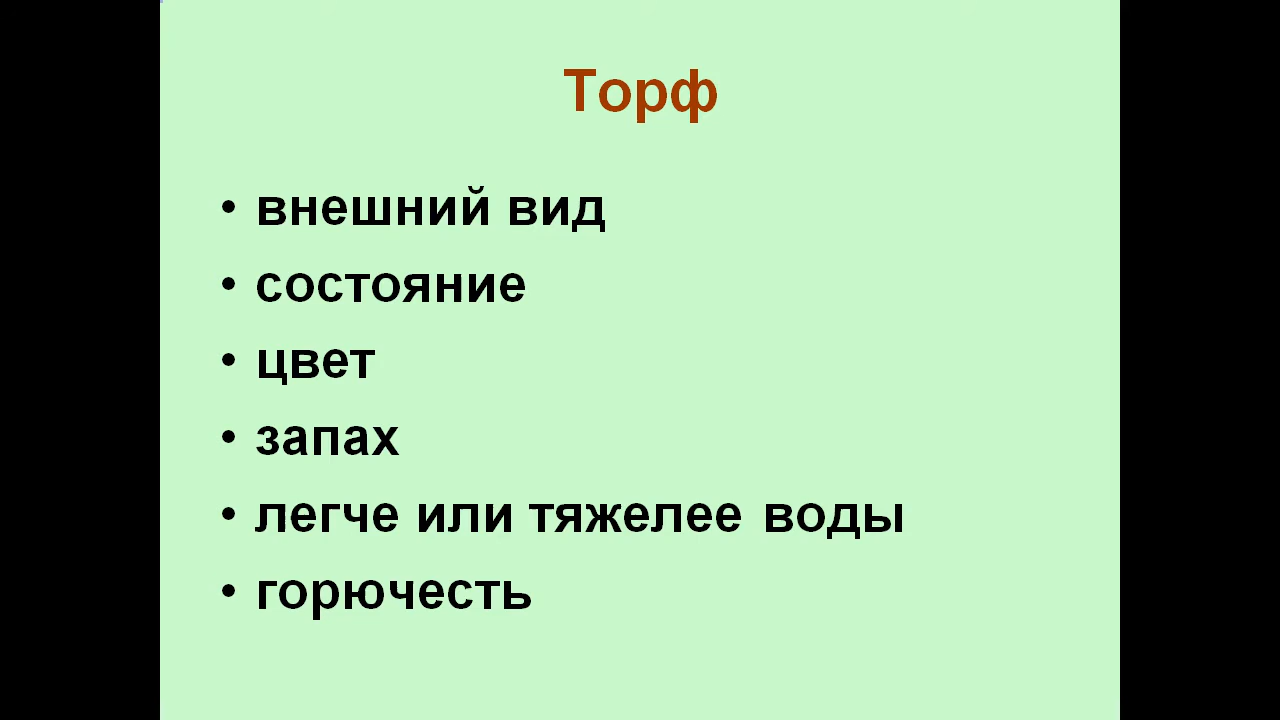 Торф
• внешний вид
• состояние
• цвет
• запах
• легче или тяжелее воды
• горючесть